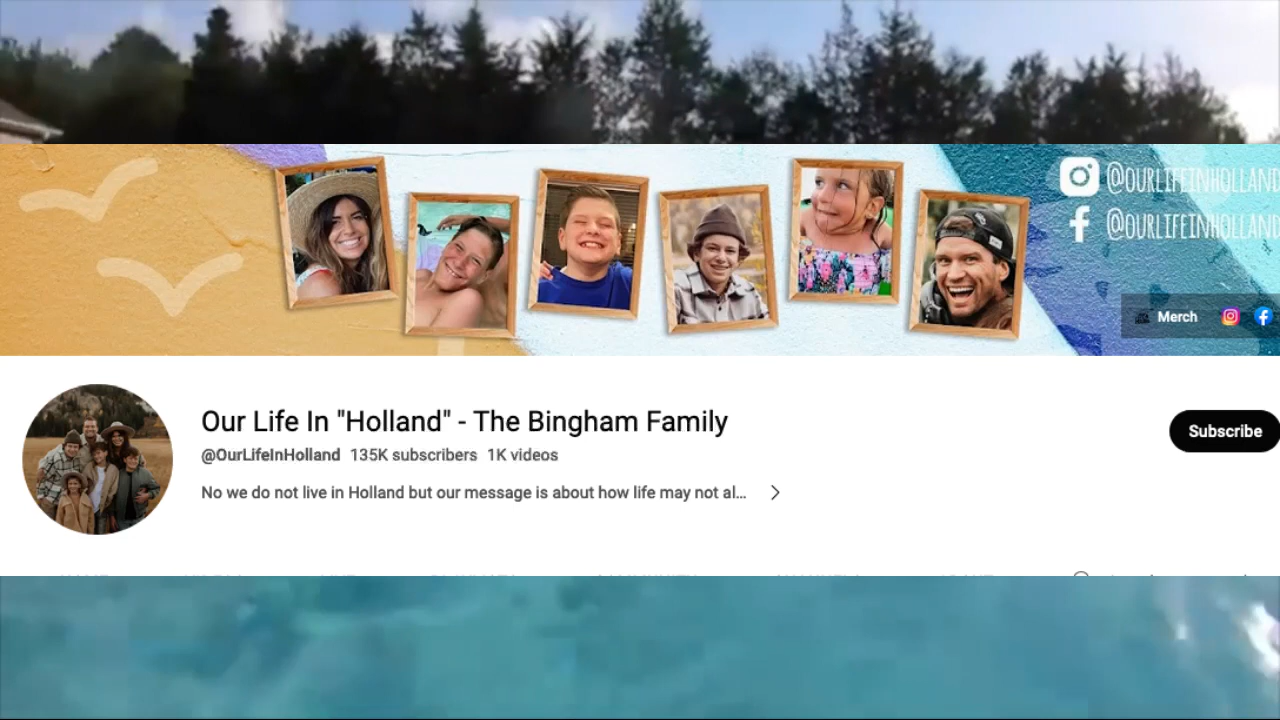 @OURLIFEINHOLLAND
@OURLIFEINHOLLAND
Merch
Our Life In "Holland" - The Bingham Family
@OurLifeInHolland 135K subscribers 1K videos
Subscribe
No we do not live in Holland but our message is about how life may not al...